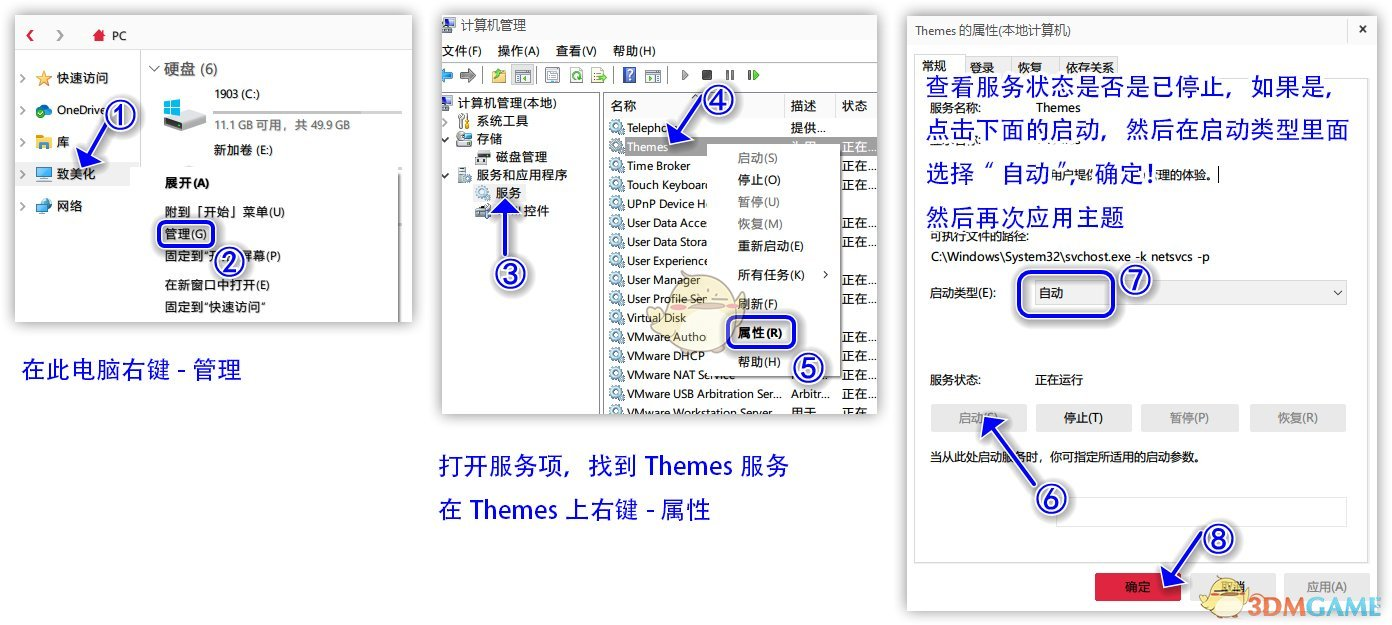 PC
快速访问
OneDrive
库
致美化
网络
硬盘 (6)
1903 (C:)
11.1 GB 可用，共 49.9 GB
新加卷 (E:)
展开(A)
附到「开始」菜单(U)
管理(G)
固定到"开 屏幕(P)
在新窗口中打开(E)
固定到"快速访问"
①
②
在此电脑右键 - 管理
计算机管理
文件(F) 操作(A) 查看(V) 帮助(H)
计算机管理(本地)
系统工具
存储
磁盘管理
服务和应用程序
服务
控件
③
名称 描述 状态
④
Telepho 提供...
Themes 正在...
Time Broker 正在...
Touch Keyboard 正在...
UPnP Device H 正在...
User Data Acce 正在...
User Data Stora 正在...
User Experience
User Manager 正在...
User Profile Ser 正在...
Virtual Disk
VMware Autho 正在...
VMware DHCP 正在...
VMware NAT Service 正在...
VMware USB Arbitration Ser... Arbitr... 正在...
VMware Workstation Server 用于 正在...
启动(S)
停止(O)
暂停(U)
恢复(M)
重新启动(E)
所有任务(K)
刷新(F)
属性(R)
帮助(H)
⑤
打开服务项，找到 Themes 服务
在 Themes 上右键 - 属性
Themes 的属性(本地计算机)
常规 登录 恢复 依存关系
查看服务状态是否是已停止，如果是，
服务名称: Themes
点击下面的启动，然后在启动类型里面
选择 “ 自动 ”，确定!
用户提供 理的体验。
然后再次应用主题
可执行文件的路径:
C:\Windows\System32\svchost.exe -k netsvcs -p
启动类型(E): 自动
⑦
服务状态: 正在运行
启动(S) 停止(T) 暂停(P) 恢复(R)
当从此处启动服务时，你可指定所适用的启动参数。
⑥
⑧
确定 取消 应用(A)
3DMGAME